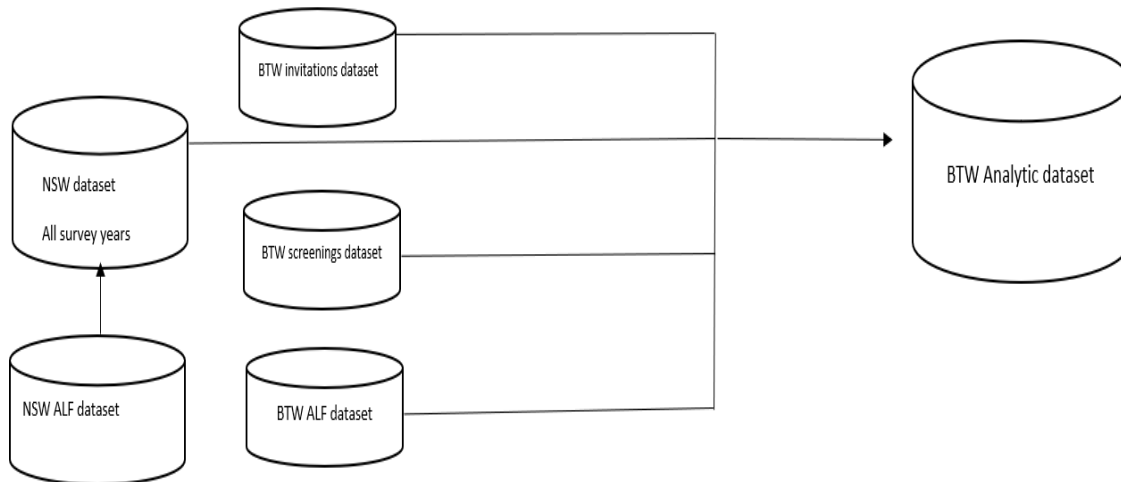 BTW invitations dataset
NSW dataset
All survey years
BTW Analytic dataset
BTW screenings dataset
NSW ALF dataset
BTW ALF dataset